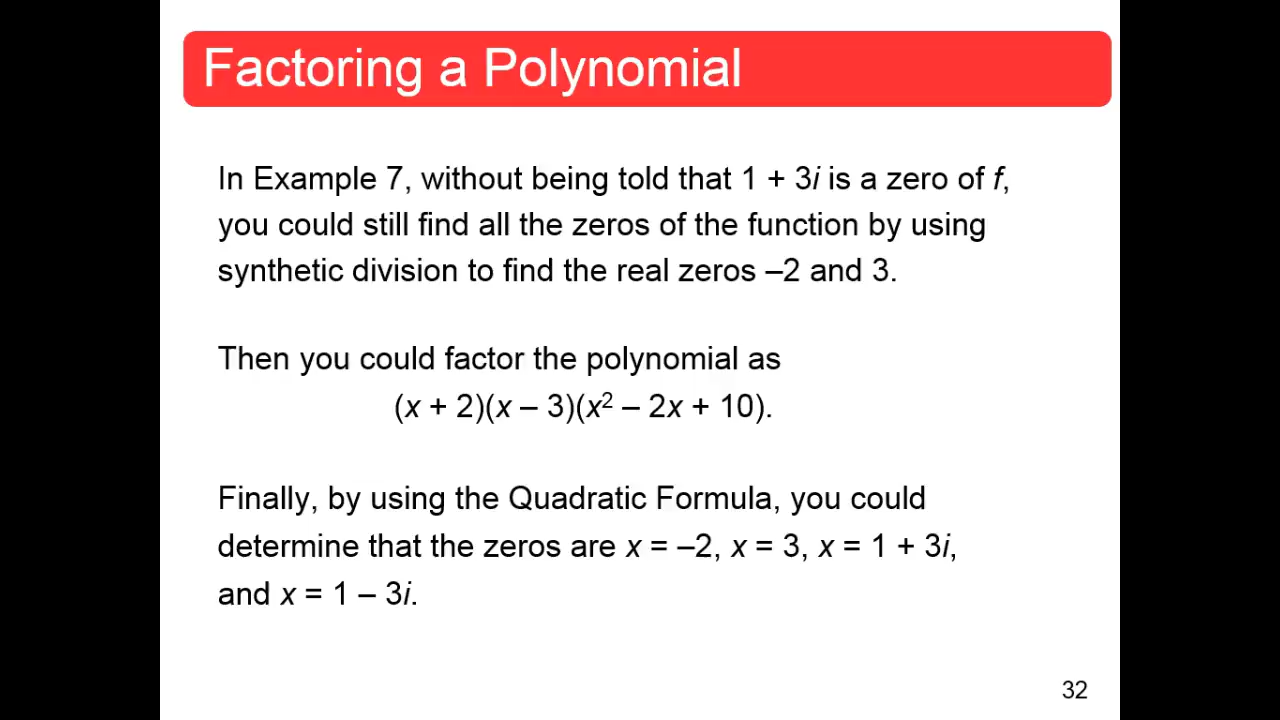 Factoring a Polynomial
In Example 7, without being told that 1 + 3i is a zero of f,
you could still find all the zeros of the function by using
synthetic division to find the real zeros –2 and 3.
Then you could factor the polynomial as
(x + 2)(x – 3)(x² – 2x + 10).
Finally, by using the Quadratic Formula, you could
determine that the zeros are x = –2, x = 3, x = 1 + 3i,
and x = 1 – 3i.
32